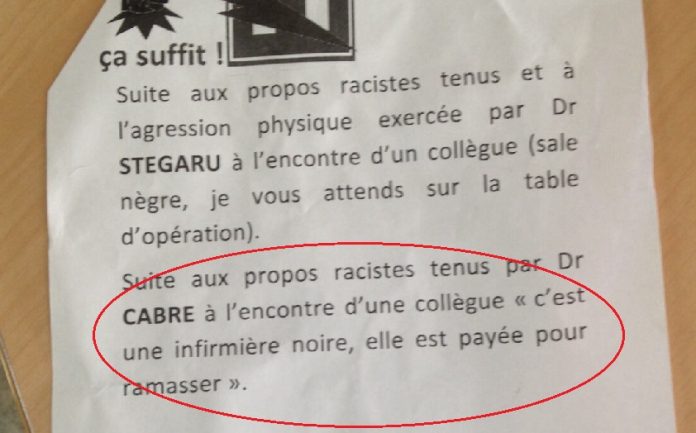 ça suffit !
Suite aux propos racistes tenus et à
l'agression physique exercée par Dr
STEGARU à l'encontre d'un collègue (sale
nègre, je vous attends sur la table
d'opération).
Suite aux propos racistes tenus par Dr
CABRE à l'encontre d'une collègue « c'est
une infirmière noire, elle est payée pour
ramasser ».